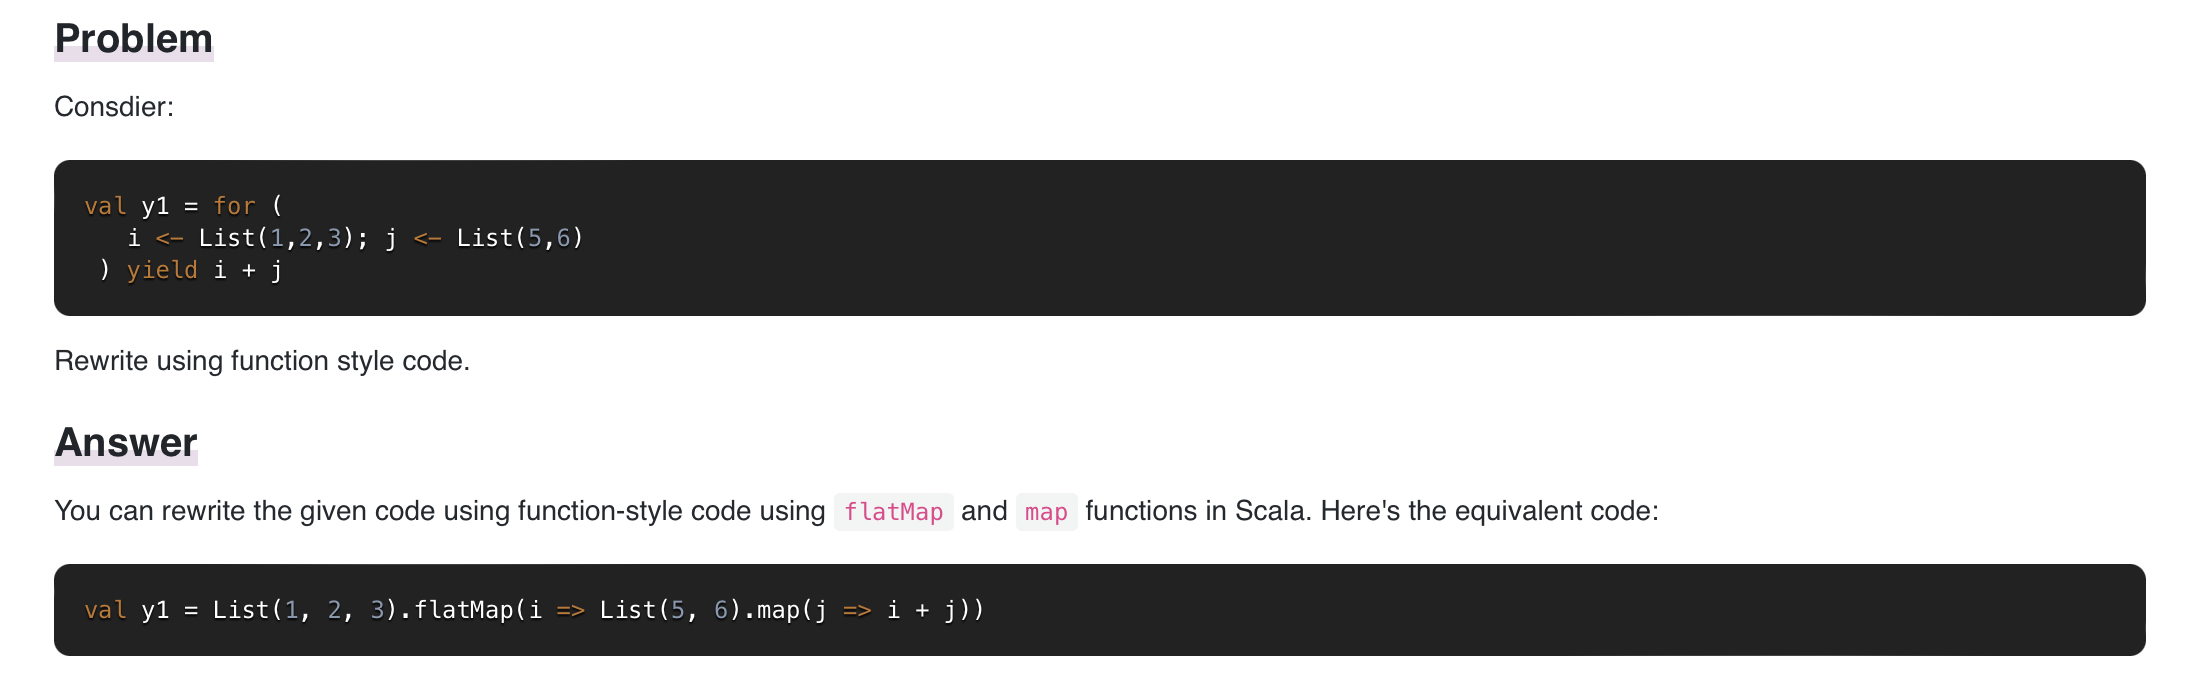 Problem
Consdier:
val y1 = for (
   i <- List(1,2,3); j <- List(5,6)
 ) yield i + j
Rewrite using function style code.
Answer
You can rewrite the given code using function-style code using flatMap and map functions in Scala. Here's the equivalent code:
val y1 = List(1, 2, 3).flatMap(i => List(5, 6).map(j => i + j))